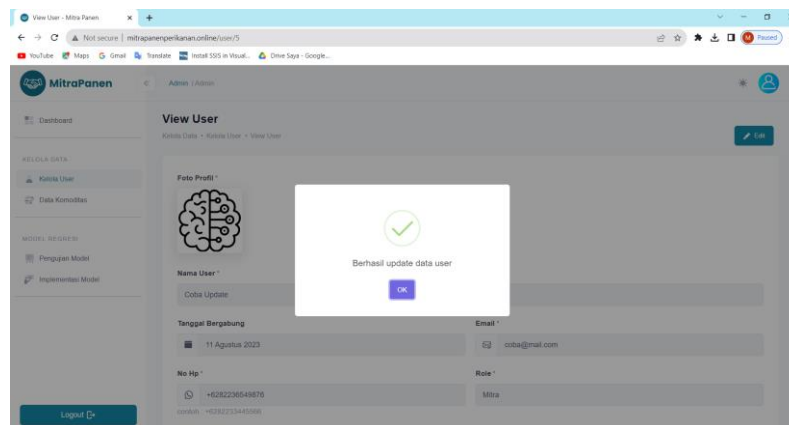 View User - Mitra Panen
Not secure | mitrapanenperikanan.online/user/5
Paused
YouTube Maps Gmail Translate Install SSIS in Visual... Drive Saya - Google...
MitraPanen
Admin | Admin
Dashboard
View User
Kelola Data • Kelola User • View User
Edit
KELOLA DATA
Kelola User
Data Komoditas
Foto Profil *
MODEL REGRESI
Pengujian Model
Implementasi Model
Berhasil update data user
OK
Nama User *
Coba Update
Tanggal Bergabung
Email *
11 Agustus 2023
coba@mail.com
No Hp *
Role *
+6282236549876
Mitra
Logout